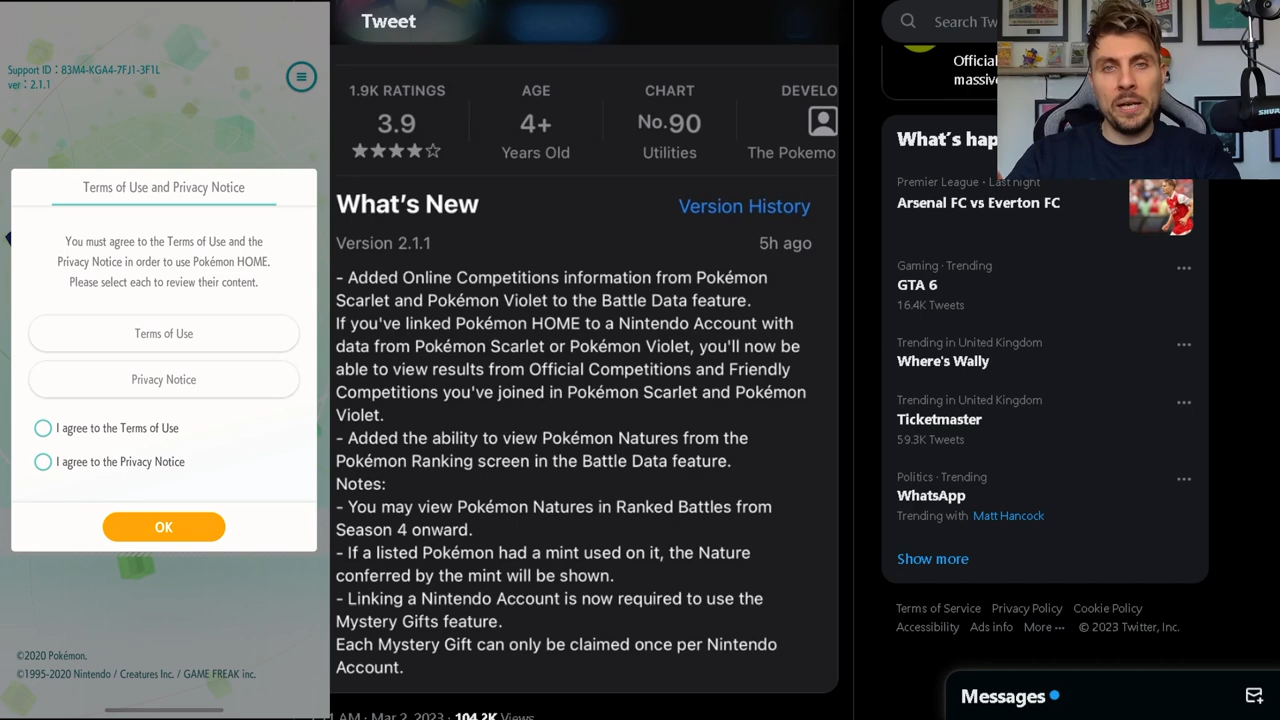 Support ID : 83M4-KGA4-7FJ1-3F1L
ver : 2.1.1
Terms of Use and Privacy Notice
You must agree to the Terms of Use and the
Privacy Notice in order to use Pokémon HOME.
Please select each to review their content.
Terms of Use
Privacy Notice
I agree to the Terms of Use
I agree to the Privacy Notice
OK
©2020 Pokémon.
©1995-2020 Nintendo / Creatures Inc. / GAME FREAK inc.
Tweet
1.9K RATINGS
3.9
AGE
4+
Years Old
CHART
No.90
Utilities
DEVELO
The Pokemo
What's New
Version History
Version 2.1.1
5h ago
- Added Online Competitions information from Pokémon
Scarlet and Pokémon Violet to the Battle Data feature.
If you've linked Pokémon HOME to a Nintendo Account with
data from Pokémon Scarlet or Pokémon Violet, you'll now be
able to view results from Official Competitions and Friendly
Competitions you've joined in Pokémon Scarlet and Pokémon
Violet.
- Added the ability to view Pokémon Natures from the
Pokémon Ranking screen in the Battle Data feature.
Notes:
- You may view Pokémon Natures in Ranked Battles from
Season 4 onward.
- If a listed Pokémon had a mint used on it, the Nature
conferred by the mint will be shown.
- Linking a Nintendo Account is now required to use the
Mystery Gifts feature.
Each Mystery Gift can only be claimed once per Nintendo
Account.
AM · Mar 2, 2023 · 104.2K Views
Search Tw
Official
massive
What's hap
Premier League · Last night
Arsenal FC vs Everton FC
Gaming · Trending
GTA 6
16.4K Tweets
Trending in United Kingdom
Where's Wally
Trending in United Kingdom
Ticketmaster
59.3K Tweets
Politics · Trending
WhatsApp
Trending with Matt Hancock
Show more
Terms of Service Privacy Policy Cookie Policy
Accessibility Ads info More ··· © 2023 Twitter, Inc.
Messages
SHUR